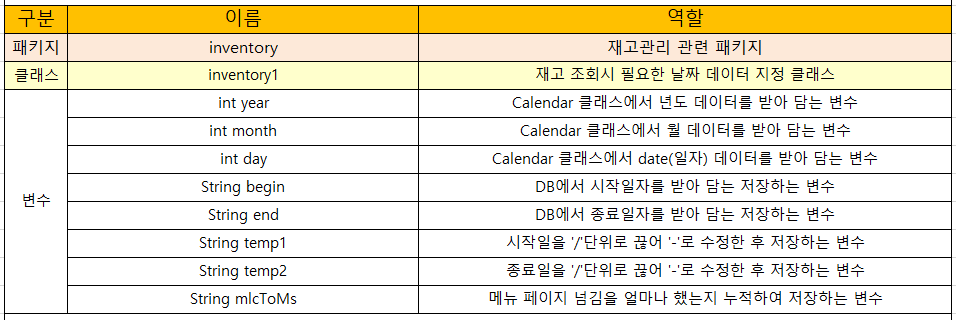 구분 이름 역할
패키지 inventory 재고관리 관련 패키지
클래스 inventory1 재고 조회시 필요한 날짜 데이터 지정 클래스
int year Calendar 클래스에서 년도 데이터를 받아 담는 변수
int month Calendar 클래스에서 월 데이터를 받아 담는 변수
int day Calendar 클래스에서 date(일자) 데이터를 받아 담는 변수
변수 String begin DB에서 시작일자를 받아 담는 저장하는 변수
String end DB에서 종료일자를 받아 담는 저장하는 변수
String temp1 시작일을 '/'단위로 끊어 '-'로 수정한 후 저장하는 변수
String temp2 종료일을 '/'단위로 끊어 '-'로 수정한 후 저장하는 변수
String mlcToMs 메뉴 페이지 넘김을 얼마나 했는지 누적하여 저장하는 변수